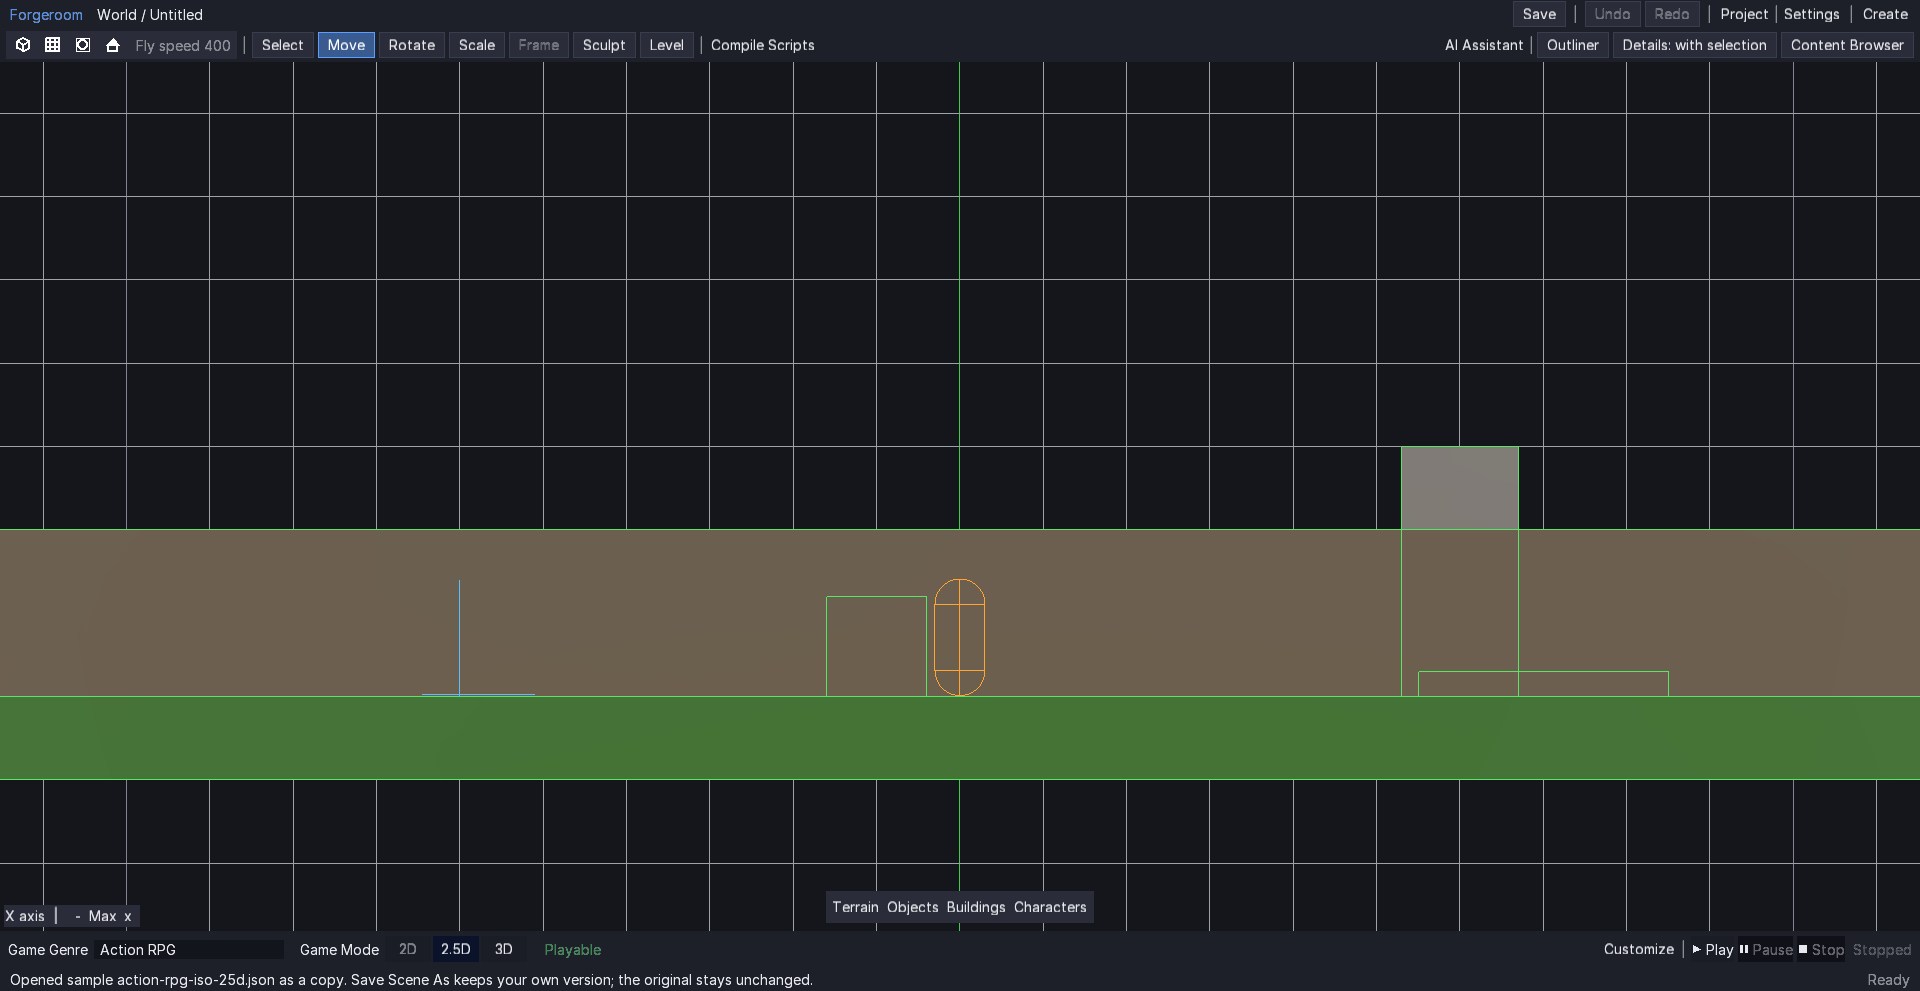 Forgeroom World / Untitled Save | Undo Redo | Project | Settings | Create
Fly speed 400 | Select Move Rotate Scale Frame Sculpt Level | Compile Scripts AI Assistant | Outliner Details: with selection Content Browser
Terrain Objects Buildings Characters
X axis | - Max x
Game Genre Action RPG Game Mode 2D 2.5D 3D Playable Customize | Play Pause Stop Stopped
Opened sample action-rpg-iso-25d.json as a copy. Save Scene As keeps your own version; the original stays unchanged. Ready